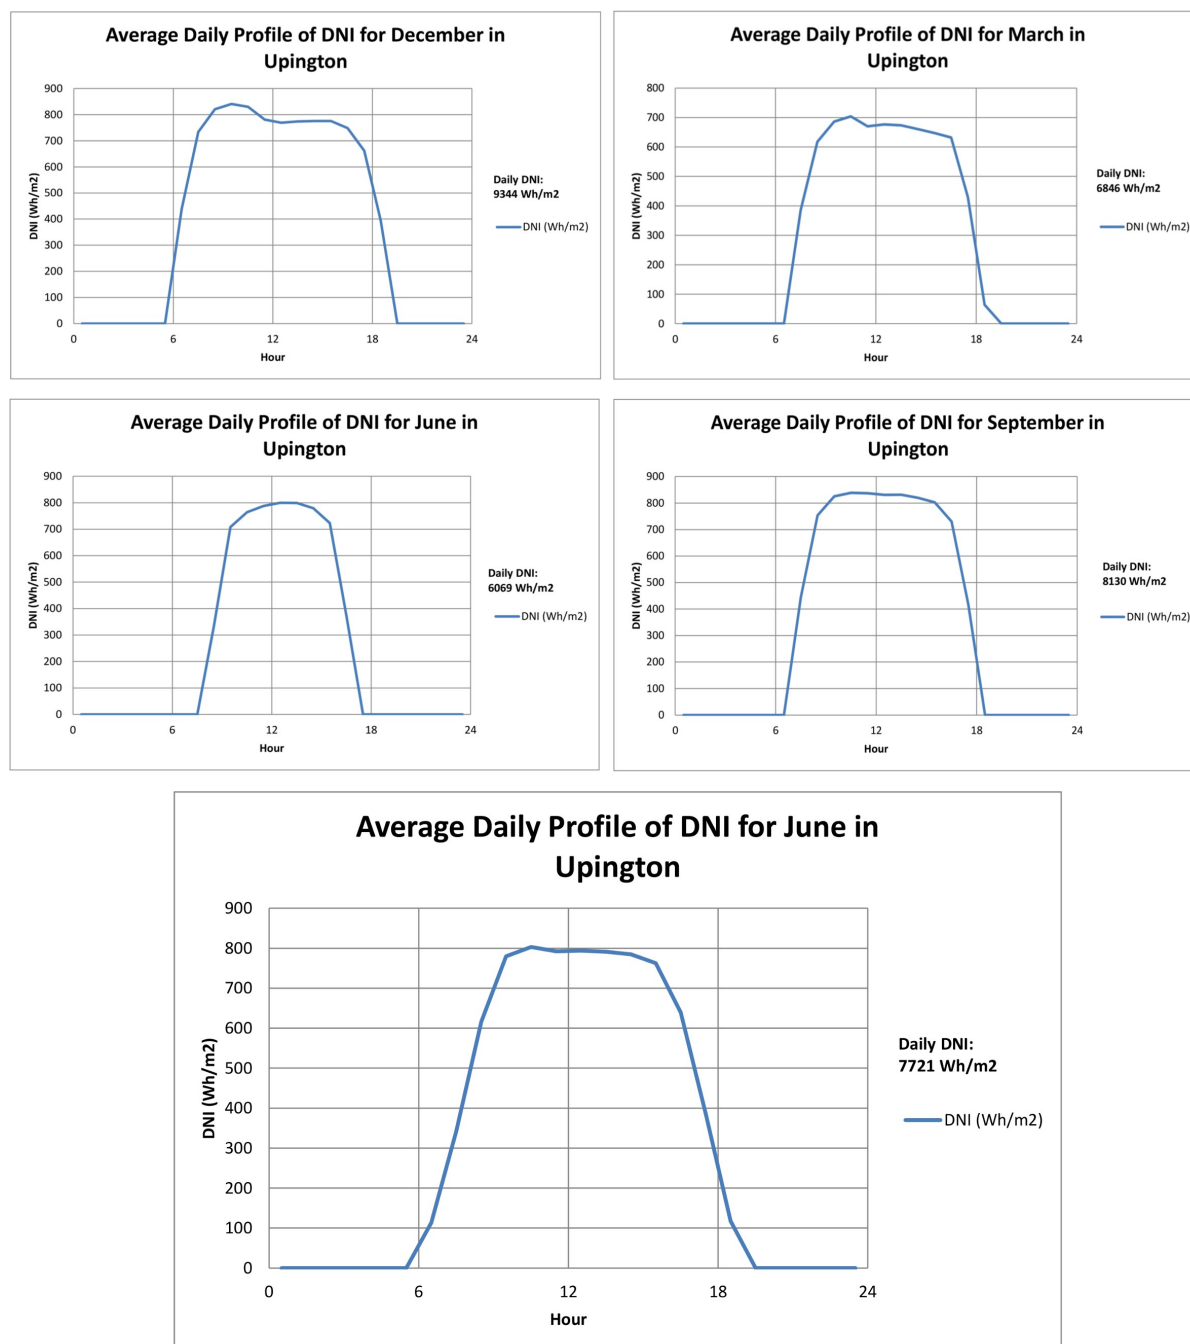 Average Daily Profile of DNI for December in
Upington
900
800
700
600
500
400
300
200
100
0
DNI (Wh/m2)
0 6 12 18 24
Hour
Daily DNI:
9344 Wh/m2
DNI (Wh/m2)
Average Daily Profile of DNI for March in
Upington
800
700
600
500
400
300
200
100
0
DNI (Wh/m2)
0 6 12 18 24
Hour
Daily DNI:
6846 Wh/m2
DNI (Wh/m2)
Average Daily Profile of DNI for June in
Upington
900
800
700
600
500
400
300
200
100
0
DNI (Wh/m2)
0 6 12 18 24
Hour
Daily DNI:
6069 Wh/m2
DNI (Wh/m2)
Average Daily Profile of DNI for September in
Upington
900
800
700
600
500
400
300
200
100
0
DNI (Wh/m2)
0 6 12 18 24
Hour
Daily DNI:
8130 Wh/m2
DNI (Wh/m2)
Average Daily Profile of DNI for June in
Upington
900
800
700
600
500
400
300
200
100
0
DNI (Wh/m2)
0 6 12 18 24
Hour
Daily DNI:
7721 Wh/m2
DNI (Wh/m2)